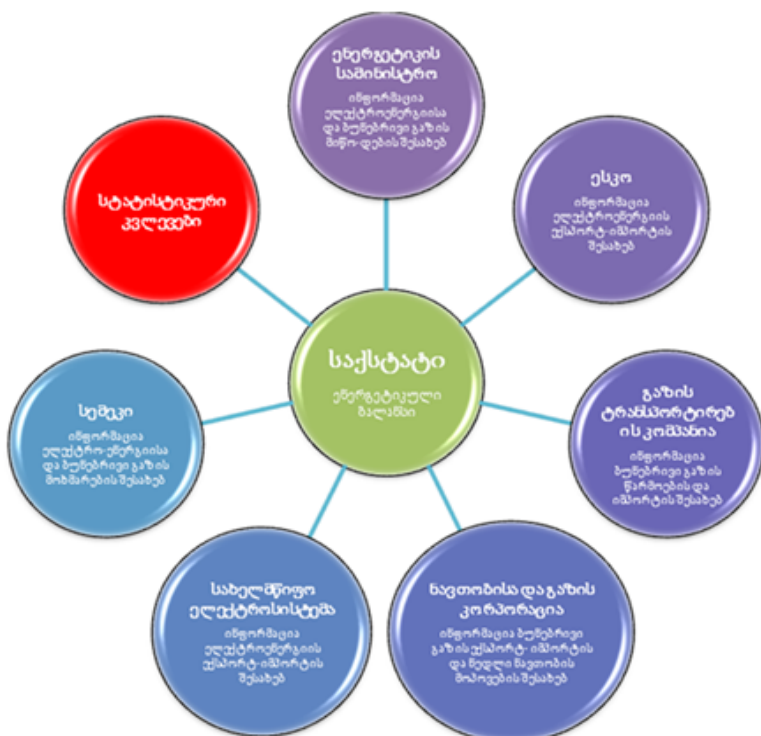 ენერგეტიკის
სამინისტრო
ინფორმაცია
ელექტროენერგიისა
და ბუნებრივი გაზის
მიწო-დების შესახებ
ესკო
ინფორმაცია
ელექტროენერგიის
ექსპორტ-იმპორტის
შესახებ
გაზის
ტრანსპორტირებ
ის კომპანია
ინფორმაცია
ბუნებრივი გაზის
წარმოების და
იმპორტის შესახებ
ნავთობისა და გაზის
კორპორაცია
ინფორმაცია ბუნებრივი
გაზის ექსპორტ- იმპორტის
და ნედლი ნავთობის
მოპოვების შესახებ
სახელმწიფო
ელექტროსისტემა
ინფორმაცია
ელექტროენერგიის
ექსპორტ-იმპორტის
შესახებ
სემეკი
ინფორმაცია
ელექტრო-ენერგიისა
და ბუნებრივი გაზის
მოხმარების შესახებ
სტატისტიკური
კვლევები
საქსტატი
ენერგეტიკული
ბალანსი